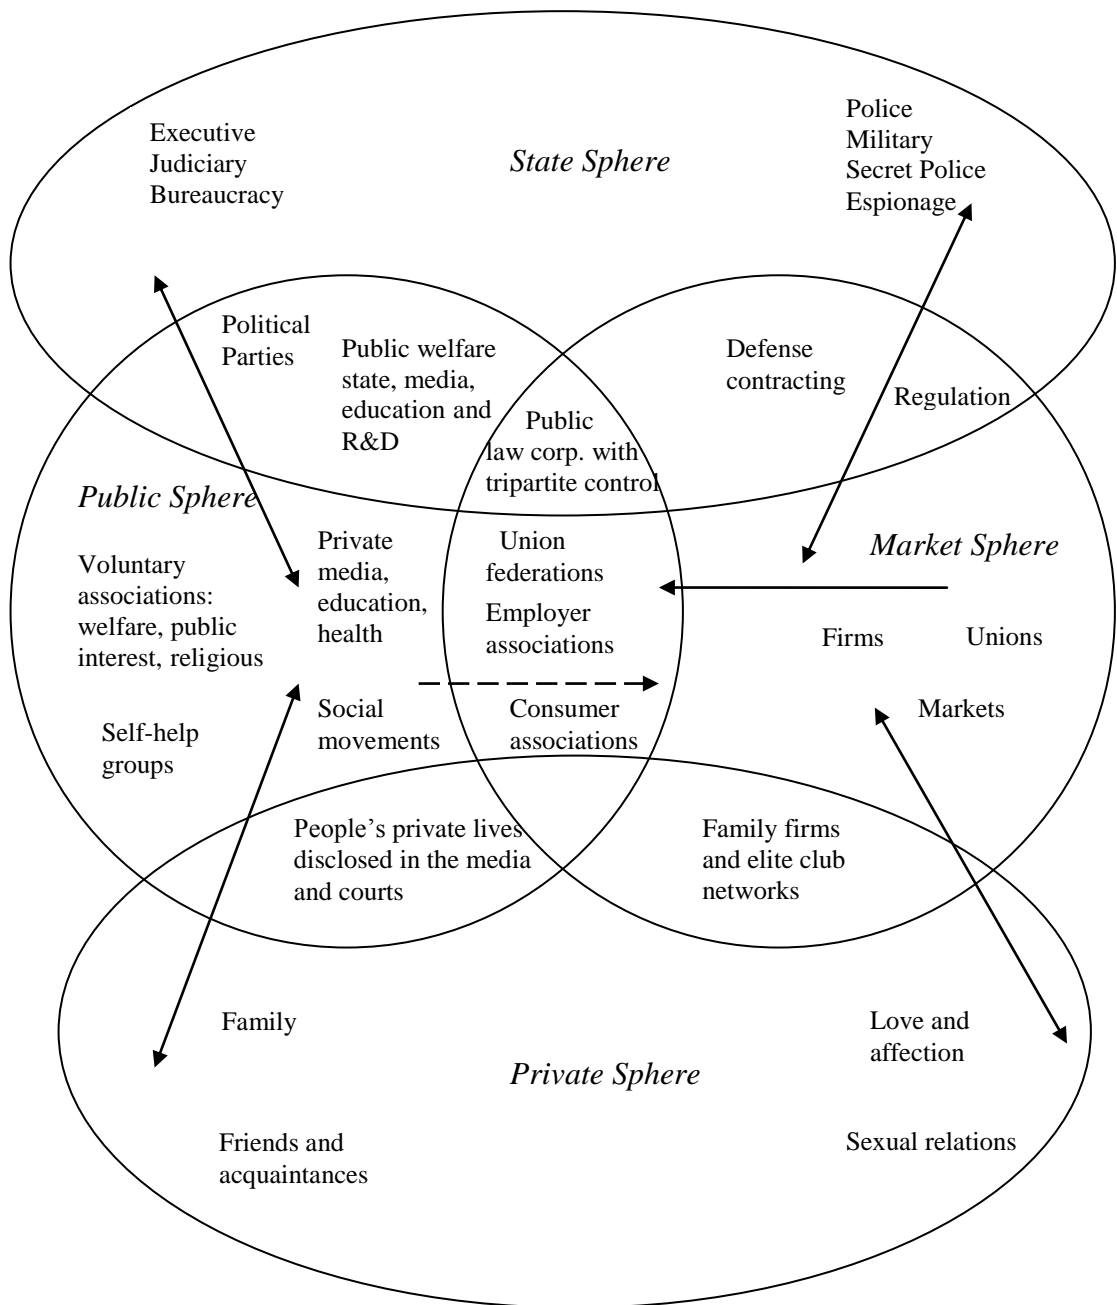 Executive
Judiciary
Bureaucracy
State Sphere
Police
Military
Secret Police
Espionage
Political
Parties
Public welfare
state, media,
education and
R&D
Defense
contracting
Regulation
Public
law corp. with
tripartite control
Public Sphere
Voluntary
associations:
welfare, public
interest, religious
Self-help
groups
Private
media,
education,
health
Social
movements
Union
federations
Employer
associations
Consumer
associations
Market Sphere
Firms
Unions
Markets
People’s private lives
disclosed in the media
and courts
Family firms
and elite club
networks
Family
Love and
affection
Private Sphere
Friends and
acquaintances
Sexual relations